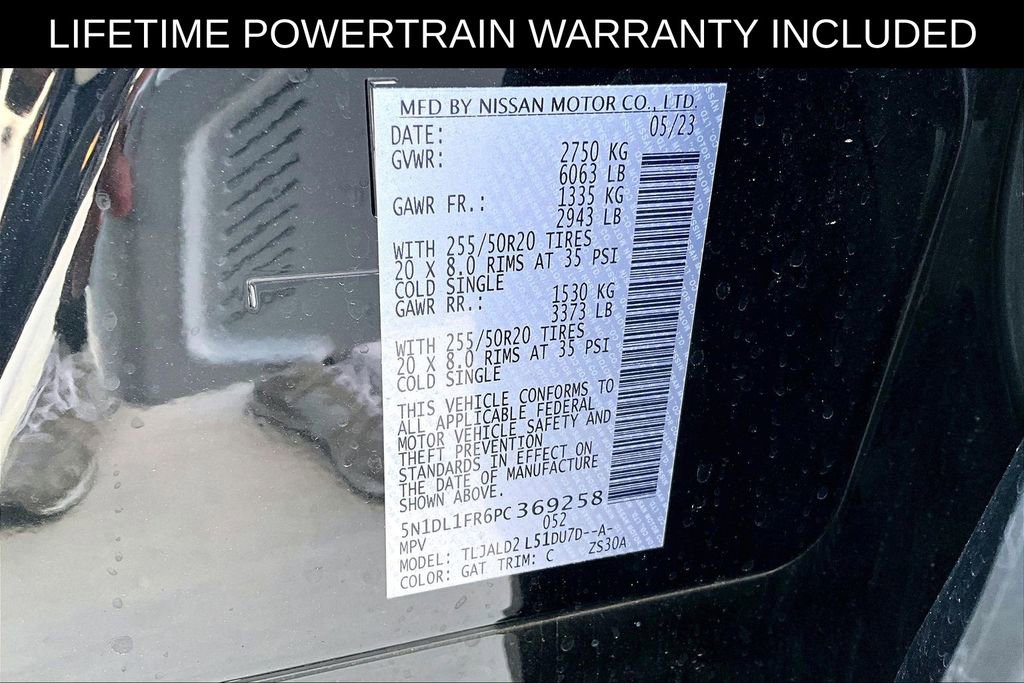 LIFETIME POWERTRAIN WARRANTY INCLUDED
MFD BY NISSAN MOTOR CO., LTD.
DATE: 05/23
GVWR: 2750 KG
6063 LB
GAWR FR.: 1335 KG
2943 LB
WITH 255/50R20 TIRES
20 X 8.0 RIMS AT 35 PSI
COLD SINGLE
GAWR RR.: 1530 KG
3373 LB
WITH 255/50R20 TIRES
20 X 8.0 RIMS AT 35 PSI
COLD SINGLE
THIS VEHICLE CONFORMS TO
ALL APPLICABLE FEDERAL
MOTOR VEHICLE SAFETY AND
THEFT PREVENTION
STANDARDS IN EFFECT ON
THE DATE OF MANUFACTURE
SHOWN ABOVE.
5N1DL1FR6PC369258
MPV 052
MODEL: TLJALD2 L51DU7D--A-
COLOR: GAT TRIM: C ZS30A